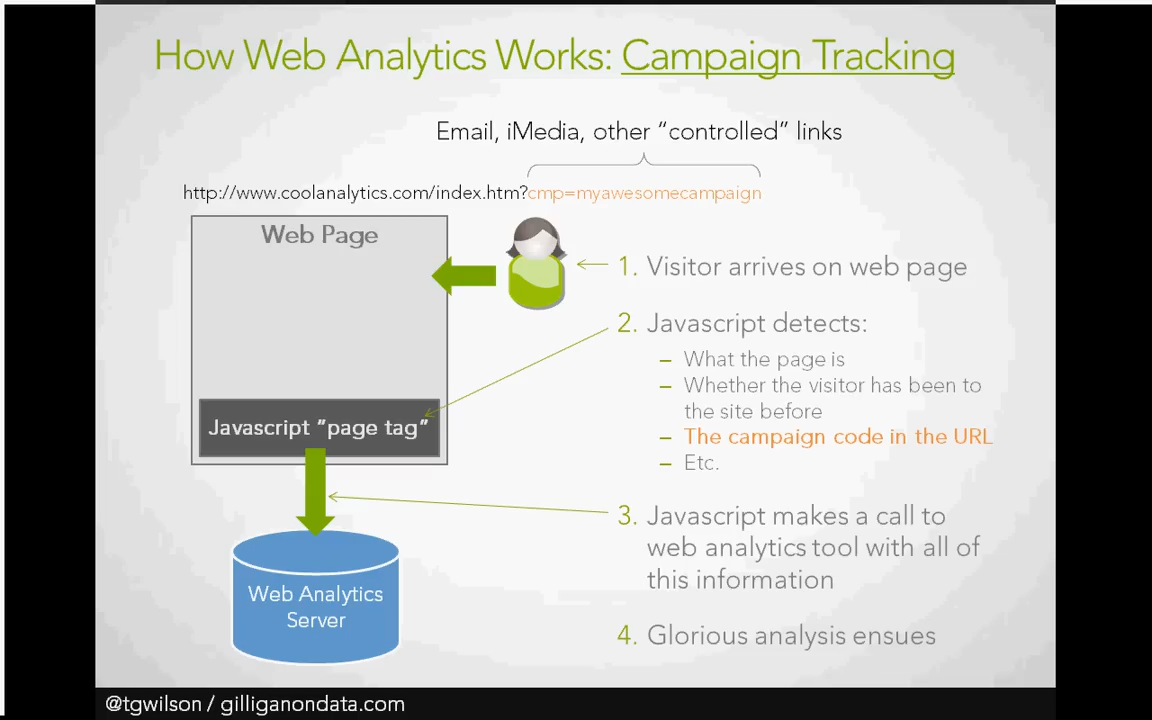 How Web Analytics Works: Campaign Tracking
Email, iMedia, other “controlled” links
http://www.coolanalytics.com/index.htm?cmp=myawesomecampaign
Web Page
1. Visitor arrives on web page
2. Javascript detects:
– What the page is
– Whether the visitor has been to
the site before
– The campaign code in the URL
– Etc.
Javascript “page tag”
3. Javascript makes a call to
web analytics tool with all of
this information
Web Analytics
Server
4. Glorious analysis ensues
@tgwilson / gilligan​ondata.com